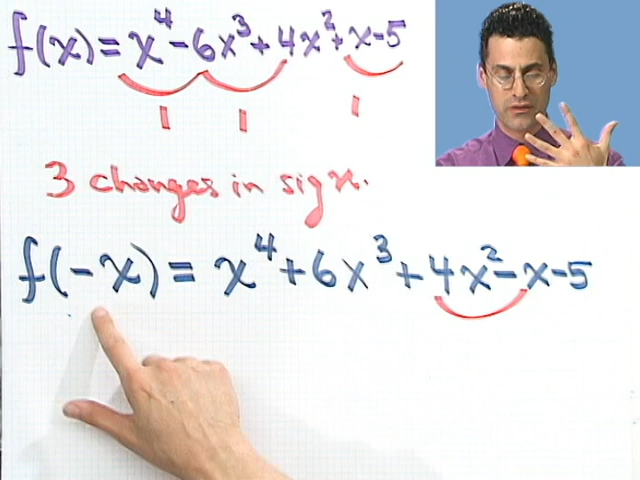 f(x) = x⁴ - 6x³ + 4x² + x - 5
1 1 1
3 changes in sign.
f(-x) = x⁴ + 6x³ + 4x² - x - 5